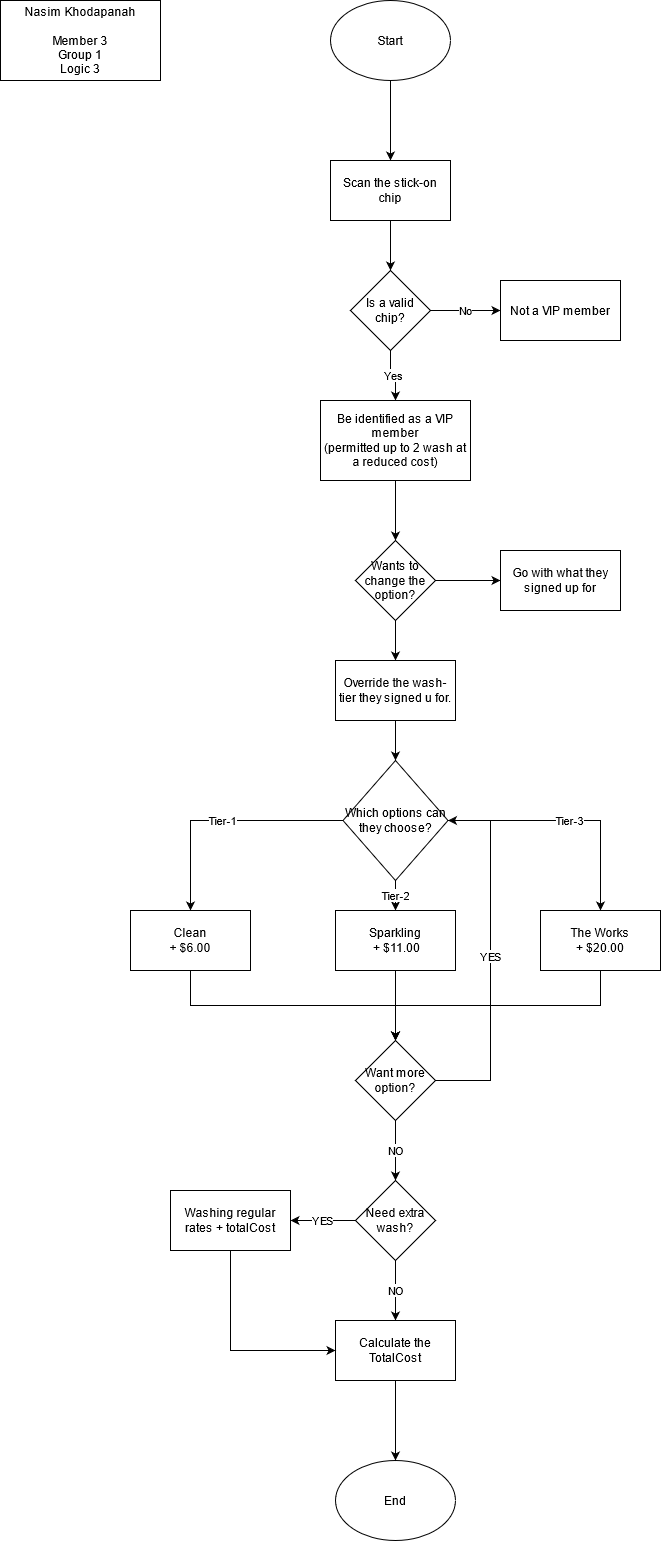 Nasim Khodapanah
Member 3
Group 1
Logic 3
Start
Scan the stick-on
chip
Is a valid
chip?
No
Not a VIP member
Yes
Be identified as a VIP
member
(permitted up to 2 wash at
a reduced cost)
Wants to
change the
option?
Go with what they
signed up for
Override the wash-
tier they signed u for.
Which options can
they choose?
Tier-1
Tier-3
Tier-2
Clean
+ $6.00
Sparkling
+ $11.00
The Works
+ $20.00
YES
Want more
option?
NO
Need extra
wash?
YES
Washing regular
rates + totalCost
NO
Calculate the
TotalCost
End